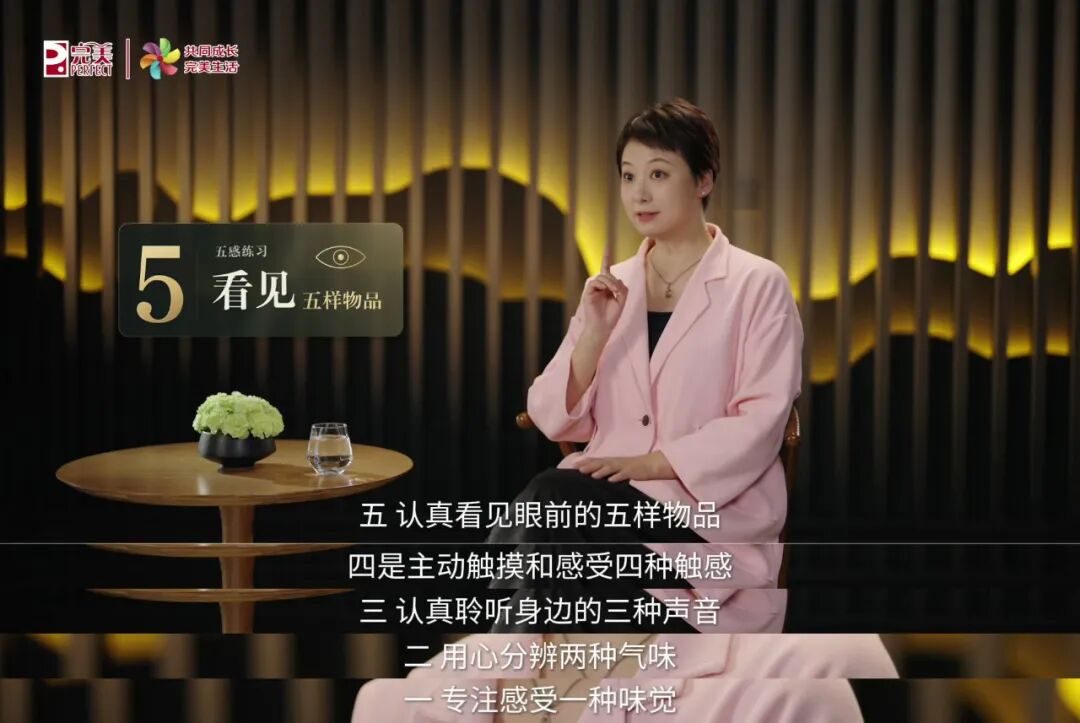 完美
PERFECT
共同成长
完美生活
5
五感练习
看见 五样物品
五 认真看见眼前的五样物品
四是主动触摸和感受四种触感
三 认真聆听身边的三种声音
二 用心分辨两种气味
一 专注感受一种味觉